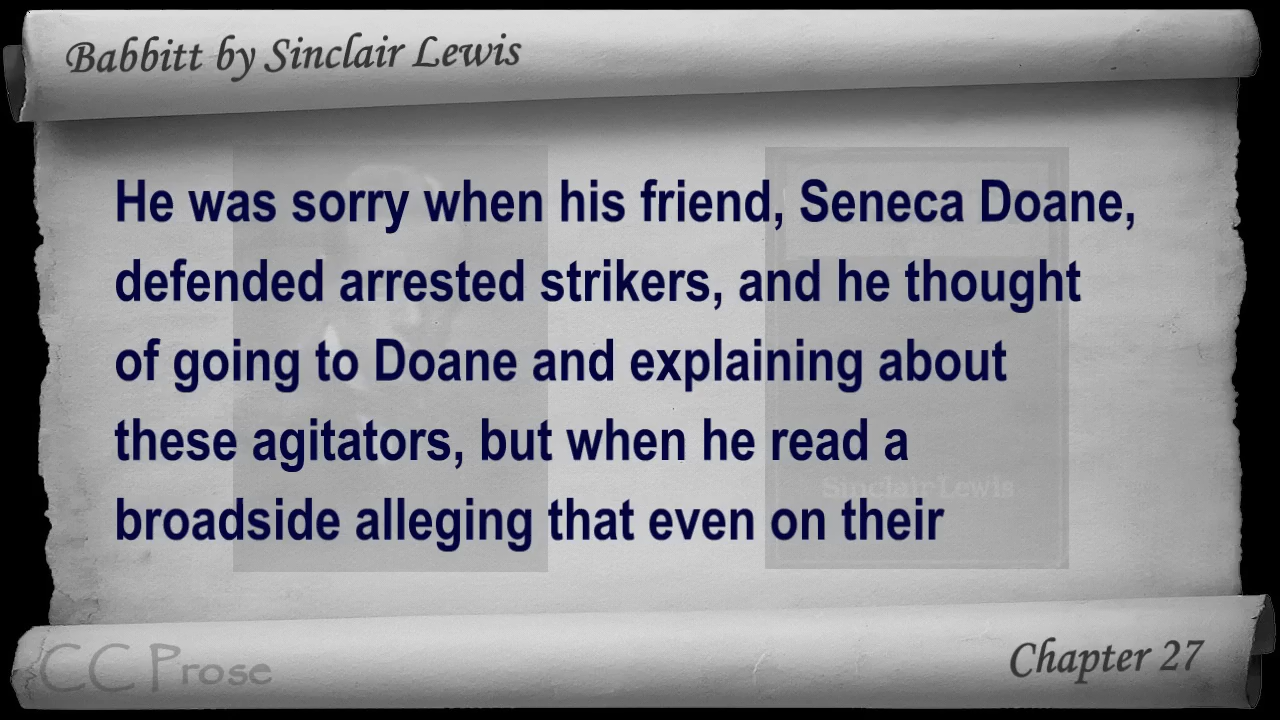 Babbitt by Sinclair Lewis
He was sorry when his friend, Seneca Doane,
defended arrested strikers, and he thought
of going to Doane and explaining about
these agitators, but when he read a
broadside alleging that even on their
Sinclair Lewis
CC Prose
Chapter 27